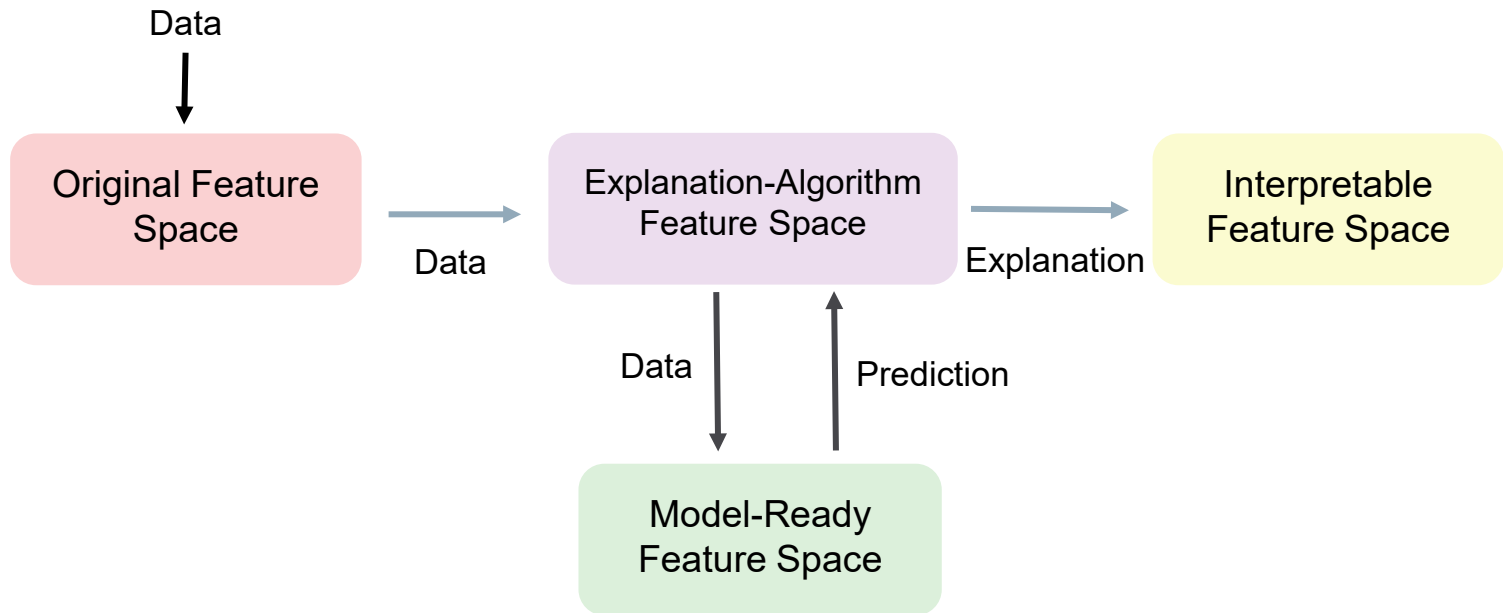 Data
Original Feature
Space
Data
Explanation-Algorithm
Feature Space
Explanation
Interpretable
Feature Space
Data
Prediction
Model-Ready
Feature Space